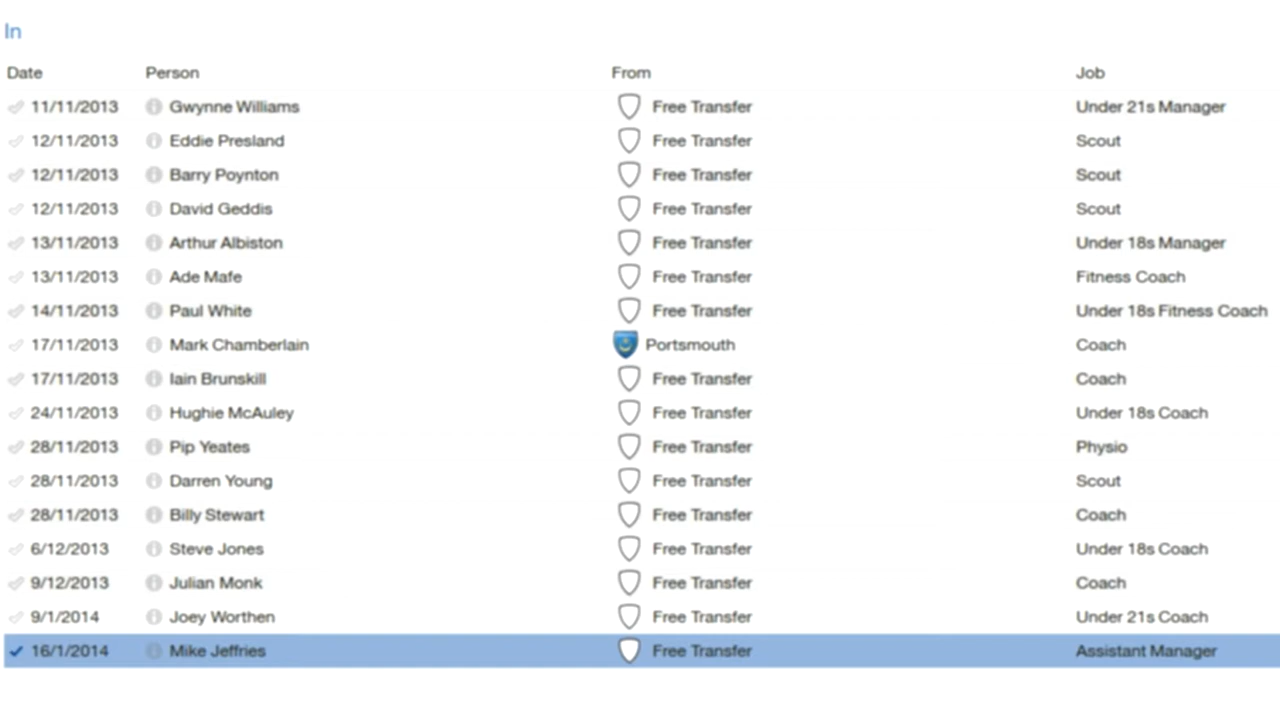 In
Date Person From Job
11/11/2013 Gwynne Williams Free Transfer Under 21s Manager
12/11/2013 Eddie Presland Free Transfer Scout
12/11/2013 Barry Poynton Free Transfer Scout
12/11/2013 David Geddis Free Transfer Scout
13/11/2013 Arthur Albiston Free Transfer Under 18s Manager
13/11/2013 Ade Mafe Free Transfer Fitness Coach
14/11/2013 Paul White Free Transfer Under 18s Fitness Coach
17/11/2013 Mark Chamberlain Portsmouth Coach
17/11/2013 Iain Brunskill Free Transfer Coach
24/11/2013 Hughie McAuley Free Transfer Under 18s Coach
28/11/2013 Pip Yeates Free Transfer Physio
28/11/2013 Darren Young Free Transfer Scout
28/11/2013 Billy Stewart Free Transfer Coach
6/12/2013 Steve Jones Free Transfer Under 18s Coach
9/12/2013 Julian Monk Free Transfer Coach
9/1/2014 Joey Worthen Free Transfer Under 21s Coach
16/1/2014 Mike Jeffries Free Transfer Assistant Manager